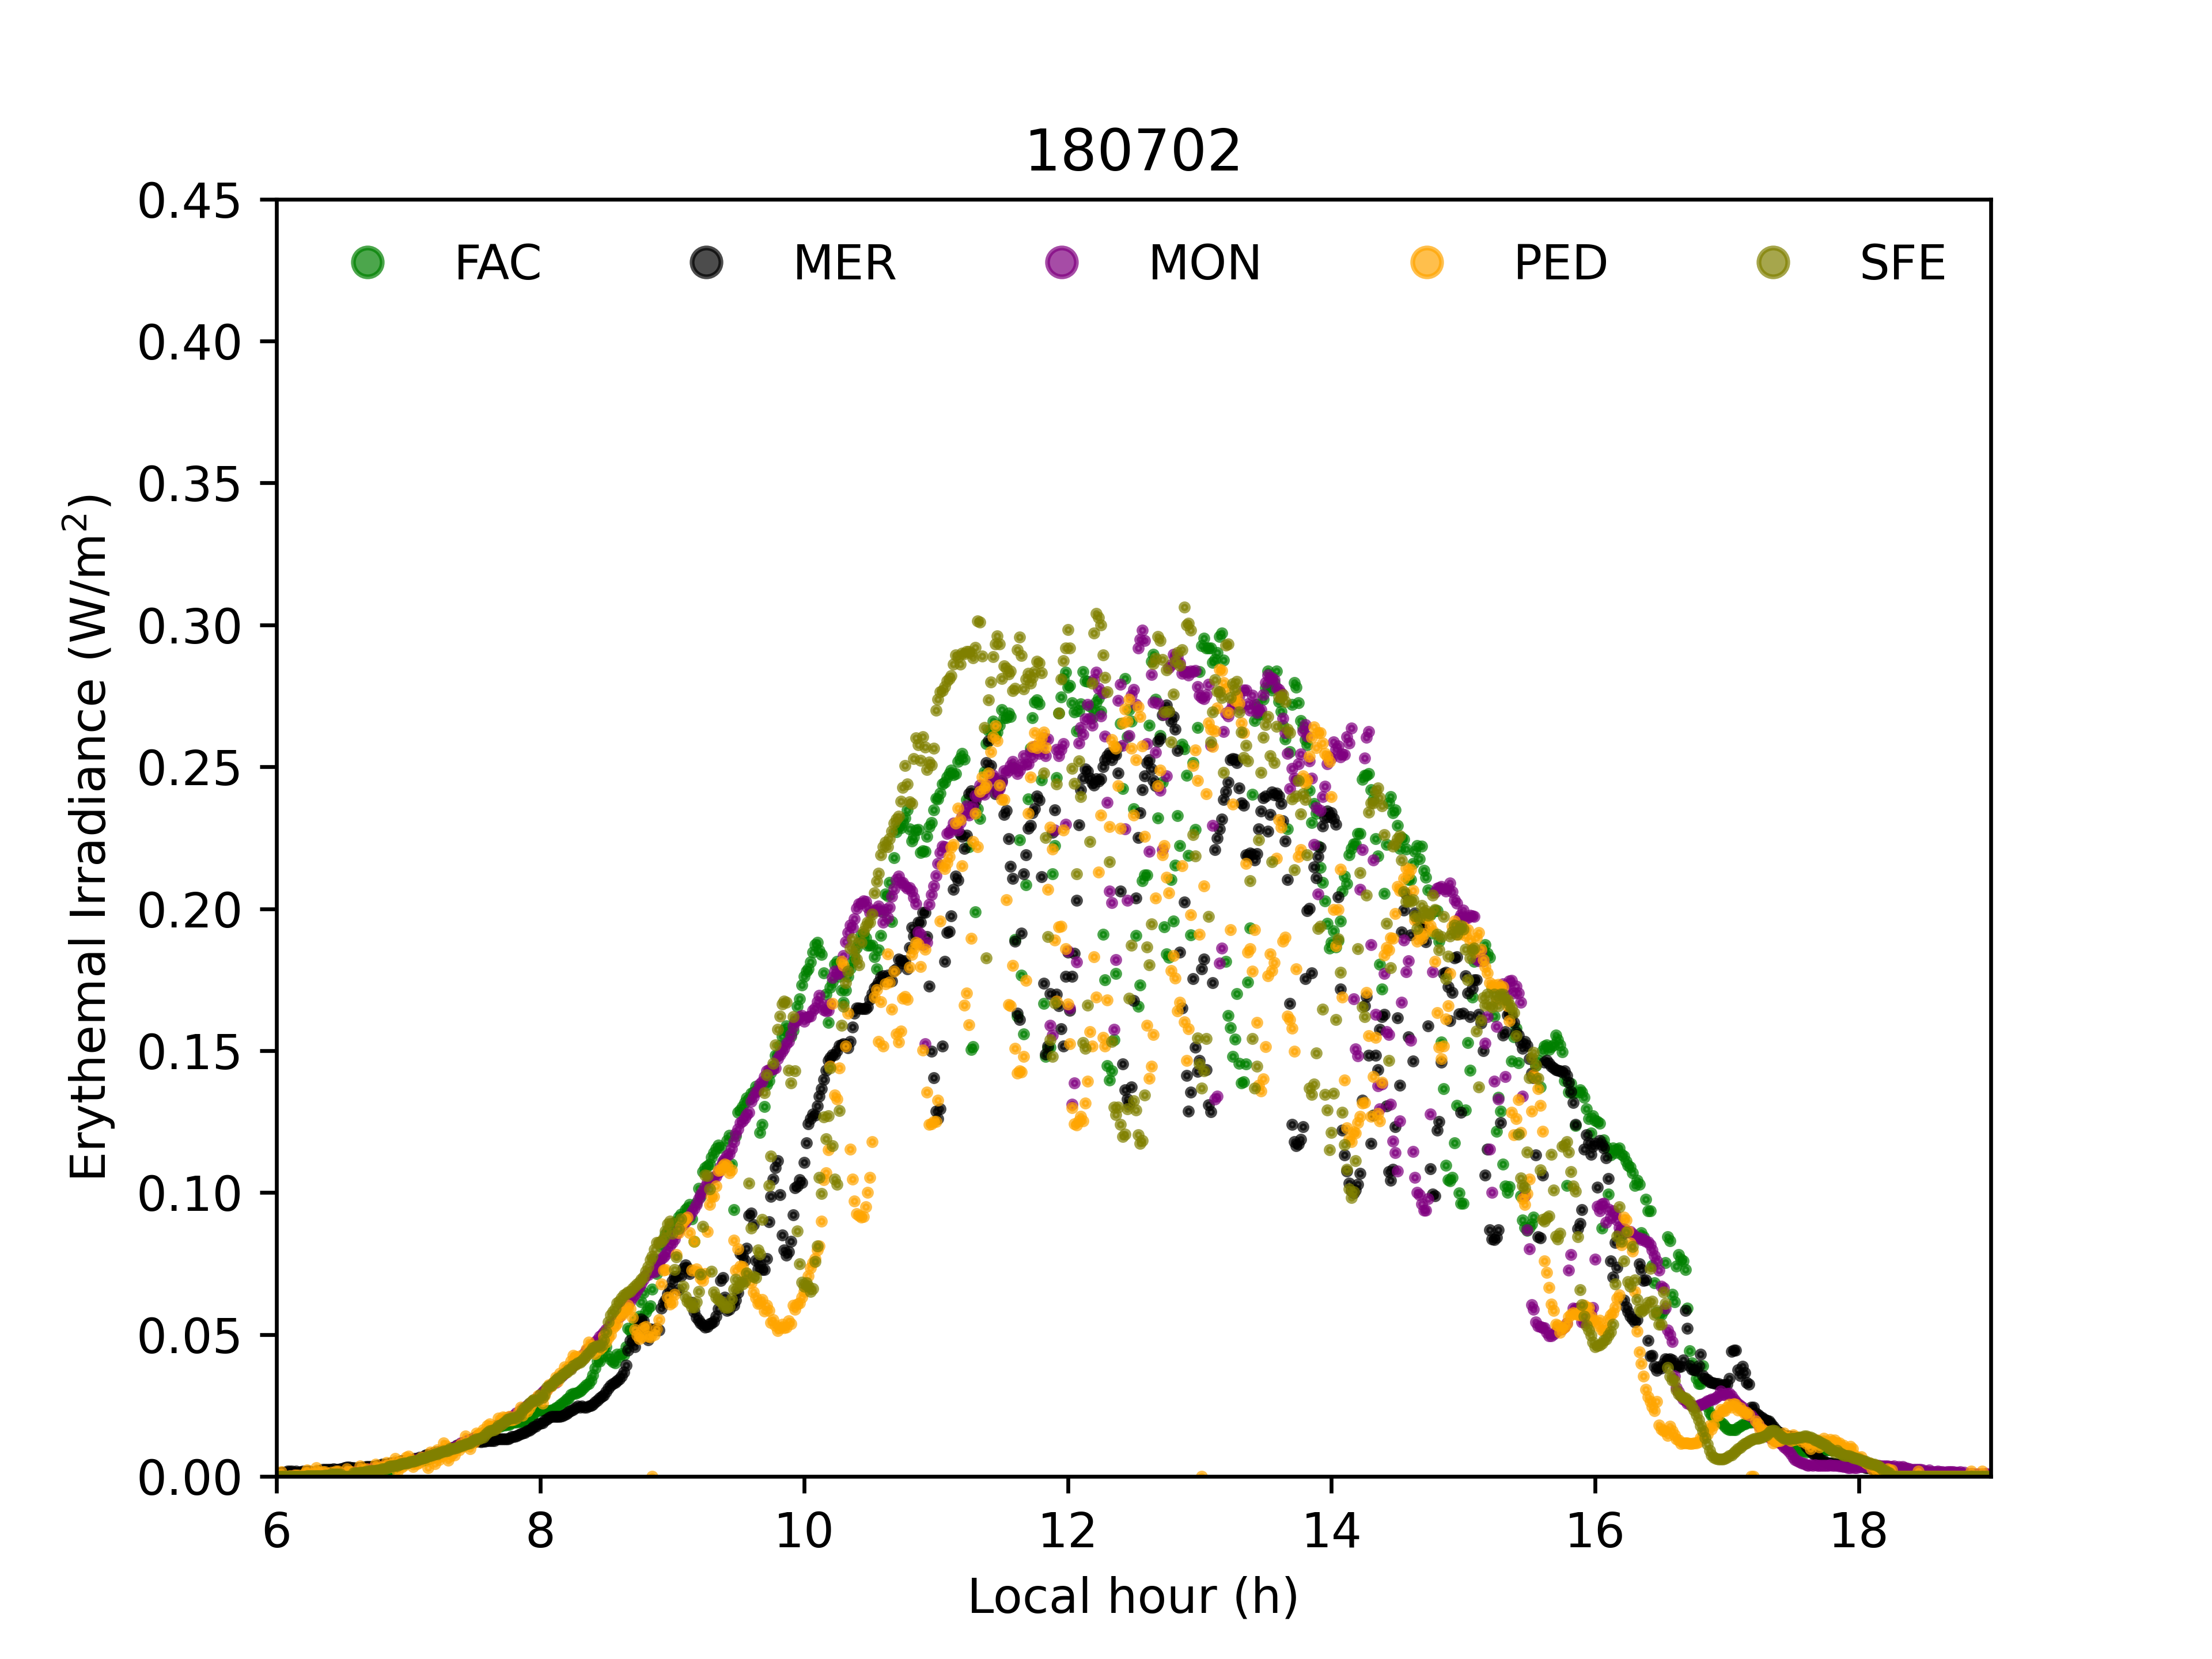 180702
FAC MER MON PED SFE
0.45
0.40
0.35
0.30
0.25
0.20
0.15
0.10
0.05
0.00
Erythemal Irradiance (W/m²)
6 8 10 12 14 16 18
Local hour (h)